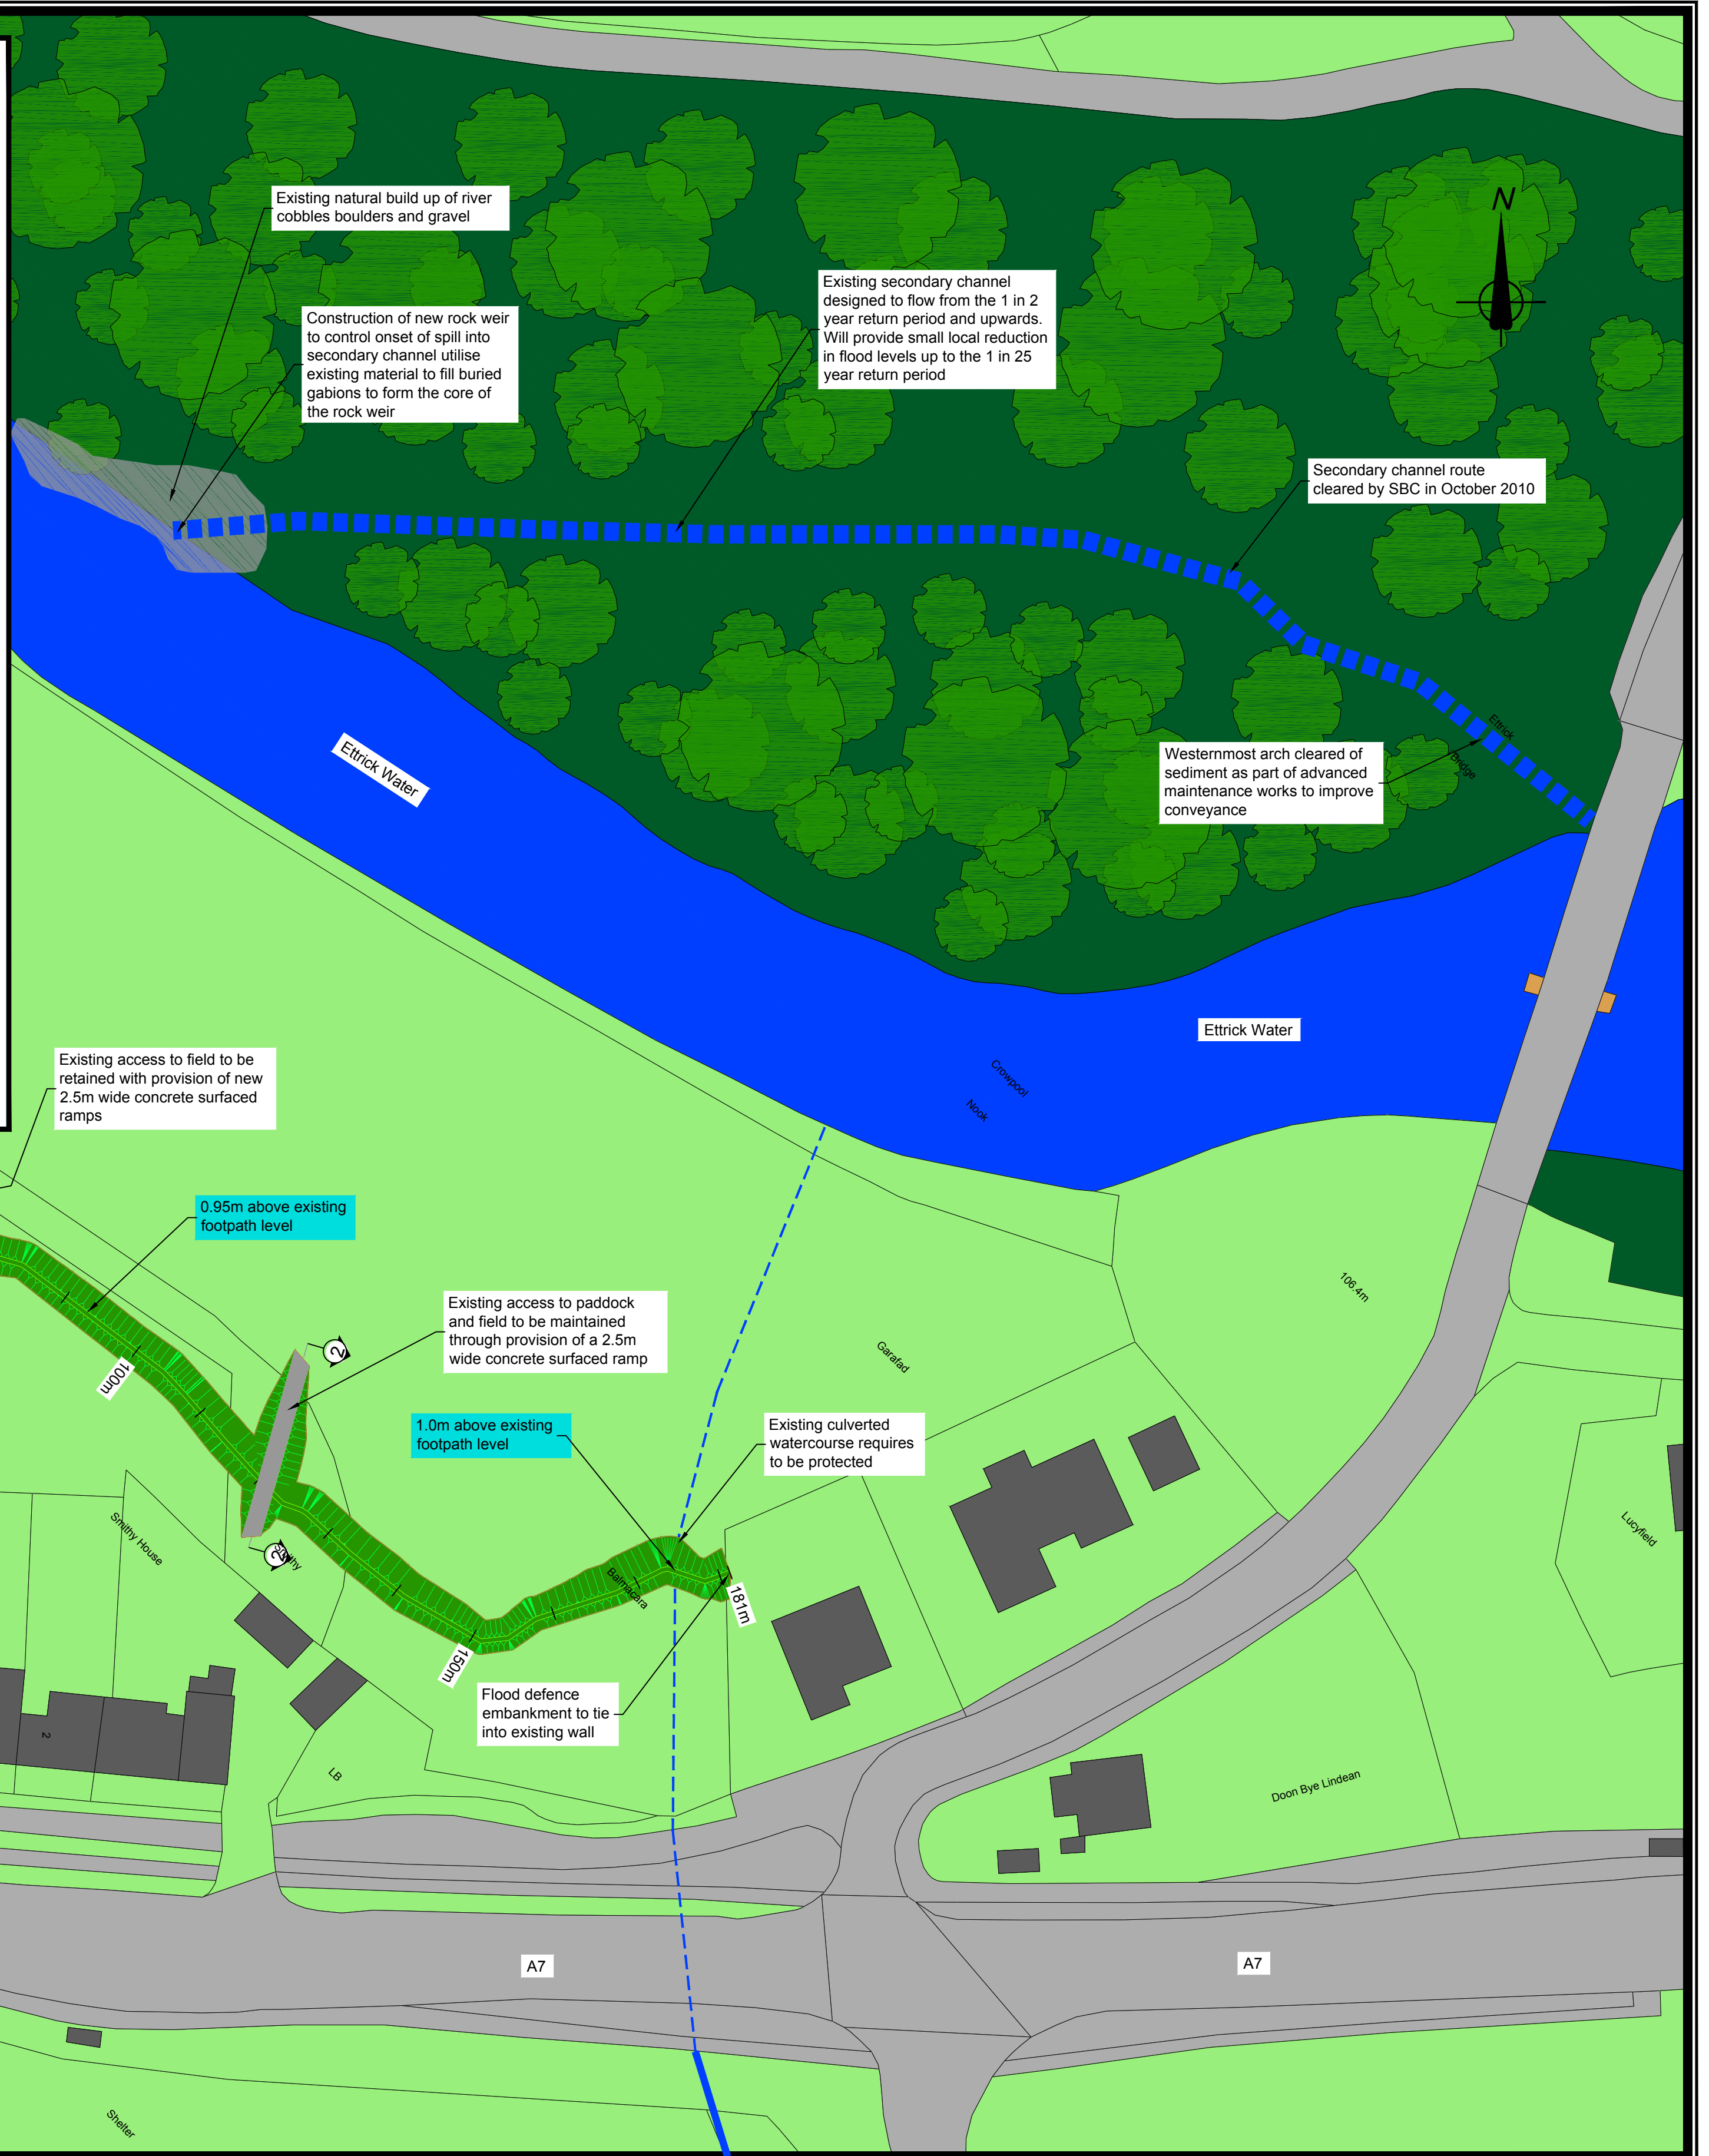 Existing natural build up of river
cobbles boulders and gravel
N
Existing secondary channel
designed to flow from the 1 in 2
year return period and upwards.
Will provide small local reduction
in flood levels up to the 1 in 25
year return period
Construction of new rock weir
to control onset of spill into
secondary channel utilise
existing material to fill buried
gabions to form the core of
the rock weir
Secondary channel route
cleared by SBC in October 2010
Ettrick
Bridge
Ettrick Water
Westernmost arch cleared of
sediment as part of advanced
maintenance works to improve
conveyance
Ettrick Water
Existing access to field to be
retained with provision of new
2.5m wide concrete surfaced
ramps
Crowpool
Nook
0.95m above existing
footpath level
106.4m
Existing access to paddock
and field to be maintained
through provision of a 2.5m
wide concrete surfaced ramp
2
Garafad
100m
1.0m above existing
footpath level
Existing culverted
watercourse requires
to be protected
Smithy House
2
Smithy
Lucyfield
Balmacara
181m
150m
Flood defence
embankment to tie
into existing wall
2
LB
Doon Bye Lindean
A7
A7
Shelter